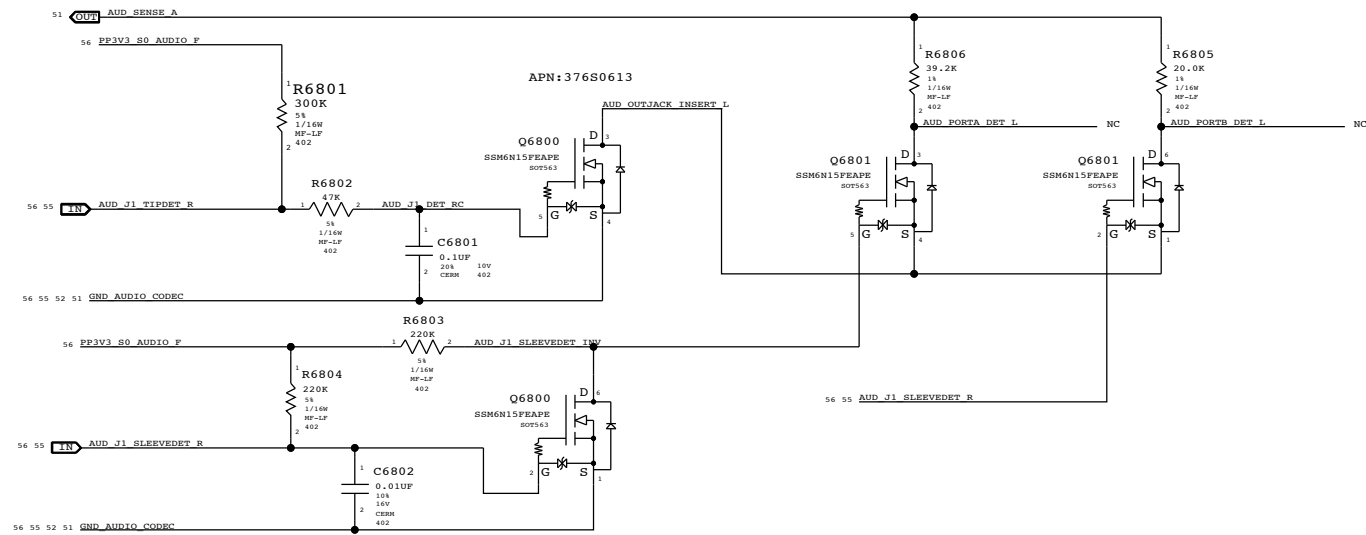 51 OUT AUD_SENSE_A
56 PP3V3_S0_AUDIO_F
1
R6801
300K
5%
1/16W
MF-LF
402
2
APN:376S0613
AUD_OUTJACK_INSERT_L
1
R6806
39.2K
1%
1/16W
MF-LF
402
2
1
R6805
20.0K
1%
1/16W
MF-LF
402
2
AUD_PORTA_DET_L NC
AUD_PORTB_DET_L NC
Q6800
SSM6N15FEAPE
SOT563
D 3
5 G S 4
Q6801
SSM6N15FEAPE
SOT563
D 3
5 G S 4
Q6801
SSM6N15FEAPE
SOT563
D 6
2 G S 1
56 55 IN AUD_J1_TIPDET_R
R6802
1 47K 2
5%
1/16W
MF-LF
402
AUD_J1_DET_RC
1
C6801
0.1UF
20% 10V
CERM 402
2
56 55 52 51 GND_AUDIO_CODEC
R6803
220K
56 PP3V3_S0_AUDIO_F
1 2
AUD_J1_SLEEVEDET_INV
5%
1/16W
MF-LF
402
1
R6804
220K
5%
1/16W
MF-LF
402
2
Q6800
SSM6N15FEAPE
SOT563
D 6
2 G S 1
56 55 AUD_J1_SLEEVEDET_R
56 55 IN AUD_J1_SLEEVEDET_R
1
C6802
0.01UF
10%
16V
CERM
402
2
56 55 52 51 GND_AUDIO_CODEC